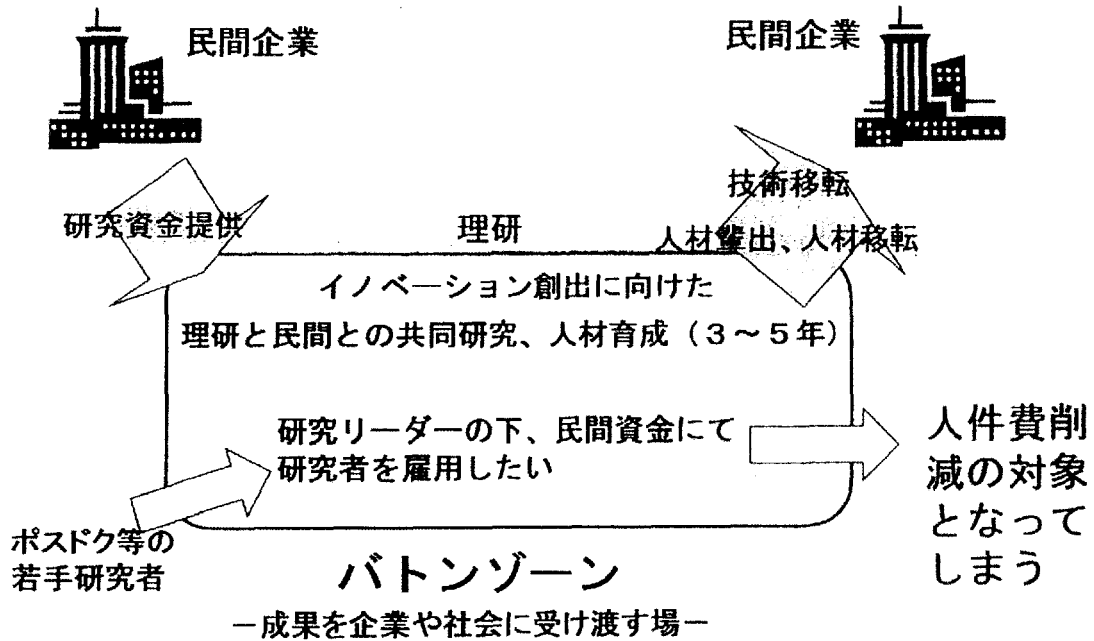 民間企業
民間企業
研究資金提供
理研
技術移転
人材輩出、人材移転
イノベーション創出に向けた
理研と民間との共同研究、人材育成（３～５年）
研究リーダーの下、民間資金にて
研究者を雇用したい
人件費削
減の対象
となって
しまう
ポスドク等の
若手研究者
バトンゾーン
－成果を企業や社会に受け渡す場－